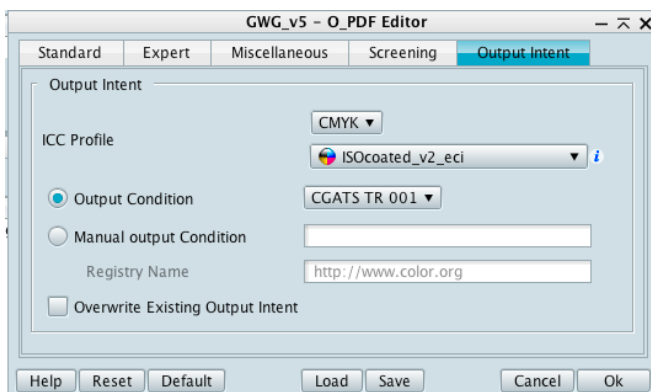 GWG_v5 – O_PDF Editor
Standard Expert Miscellaneous Screening Output Intent
Output Intent
CMYK
ICC Profile
ISOcoated_v2_eci
Output Condition CGATS TR 001
Manual output Condition
Registry Name http://www.color.org
Overwrite Existing Output Intent
Help Reset Default Load Save Cancel Ok